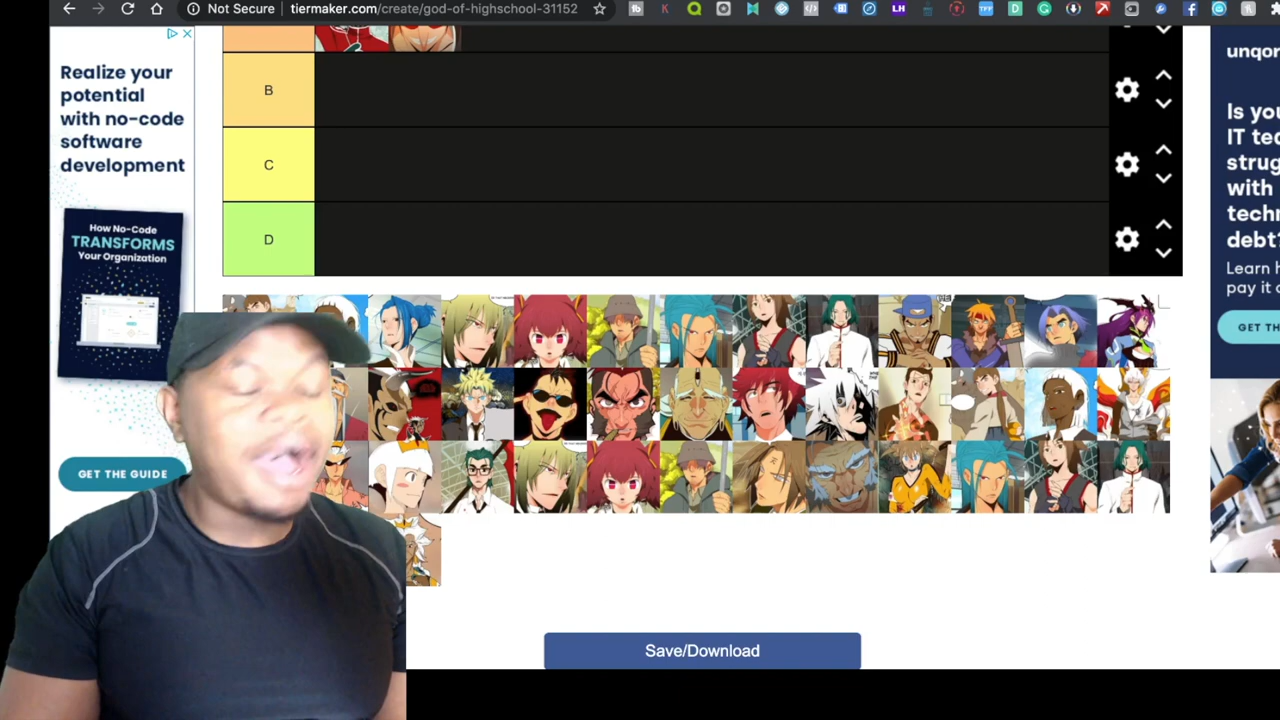 Not Secure | tiermaker.com/create/god-of-highschool-31152
Realize your
potential
with no-code
software
development
How No-Code
TRANSFORMS
Your Organization
GET THE GUIDE
B
C
D
unqor
Is you
IT tea
strug
with
techn
debt?
Learn h
pay it o
GET TH
Save/Download